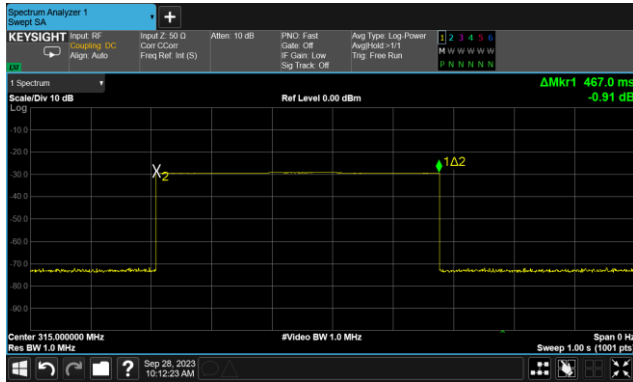 Spectrum Analyzer 1
Swept SA
+
KEYSIGHT
Input: RF
Coupling: DC
Align: Auto
Input Z: 50 Ω
Corr CCorr
Freq Ref: Int (S)
Atten: 10 dB
PNO: Fast
Gate: Off
IF Gain: Low
Sig Track: Off
Avg Type: Log-Power
Avg|Hold:>1/1
Trig: Free Run
1 2 3 4 5 6
M W W W W W
P N N N N N
1 Spectrum
ΔMkr1 467.0 ms
Scale/Div 10 dB
Ref Level 0.00 dBm
-0.91 dB
Log
-10.0
-20.0
1Δ2
X2
-30.0
-40.0
-50.0
-60.0
-70.0
-80.0
-90.0
Center 315.000000 MHz
#Video BW 1.0 MHz
Span 0 Hz
Res BW 1.0 MHz
Sweep 1.00 s (1001 pts)
?
Sep 28, 2023
10:12:23 AM